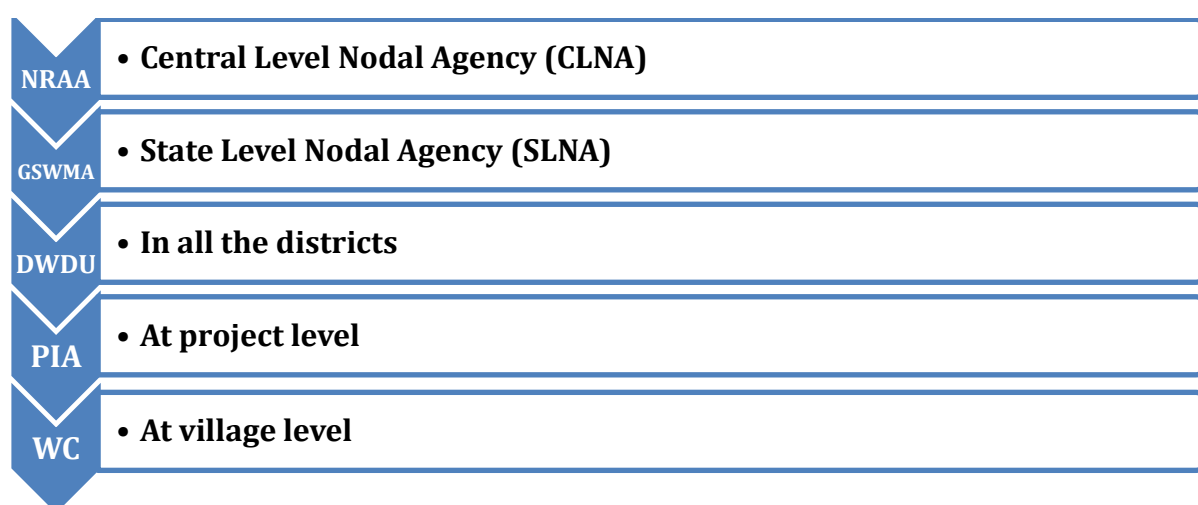 NRAA
• Central Level Nodal Agency (CLNA)
GSWMA
• State Level Nodal Agency (SLNA)
DWDU
• In all the districts
PIA
• At project level
WC
• At village level